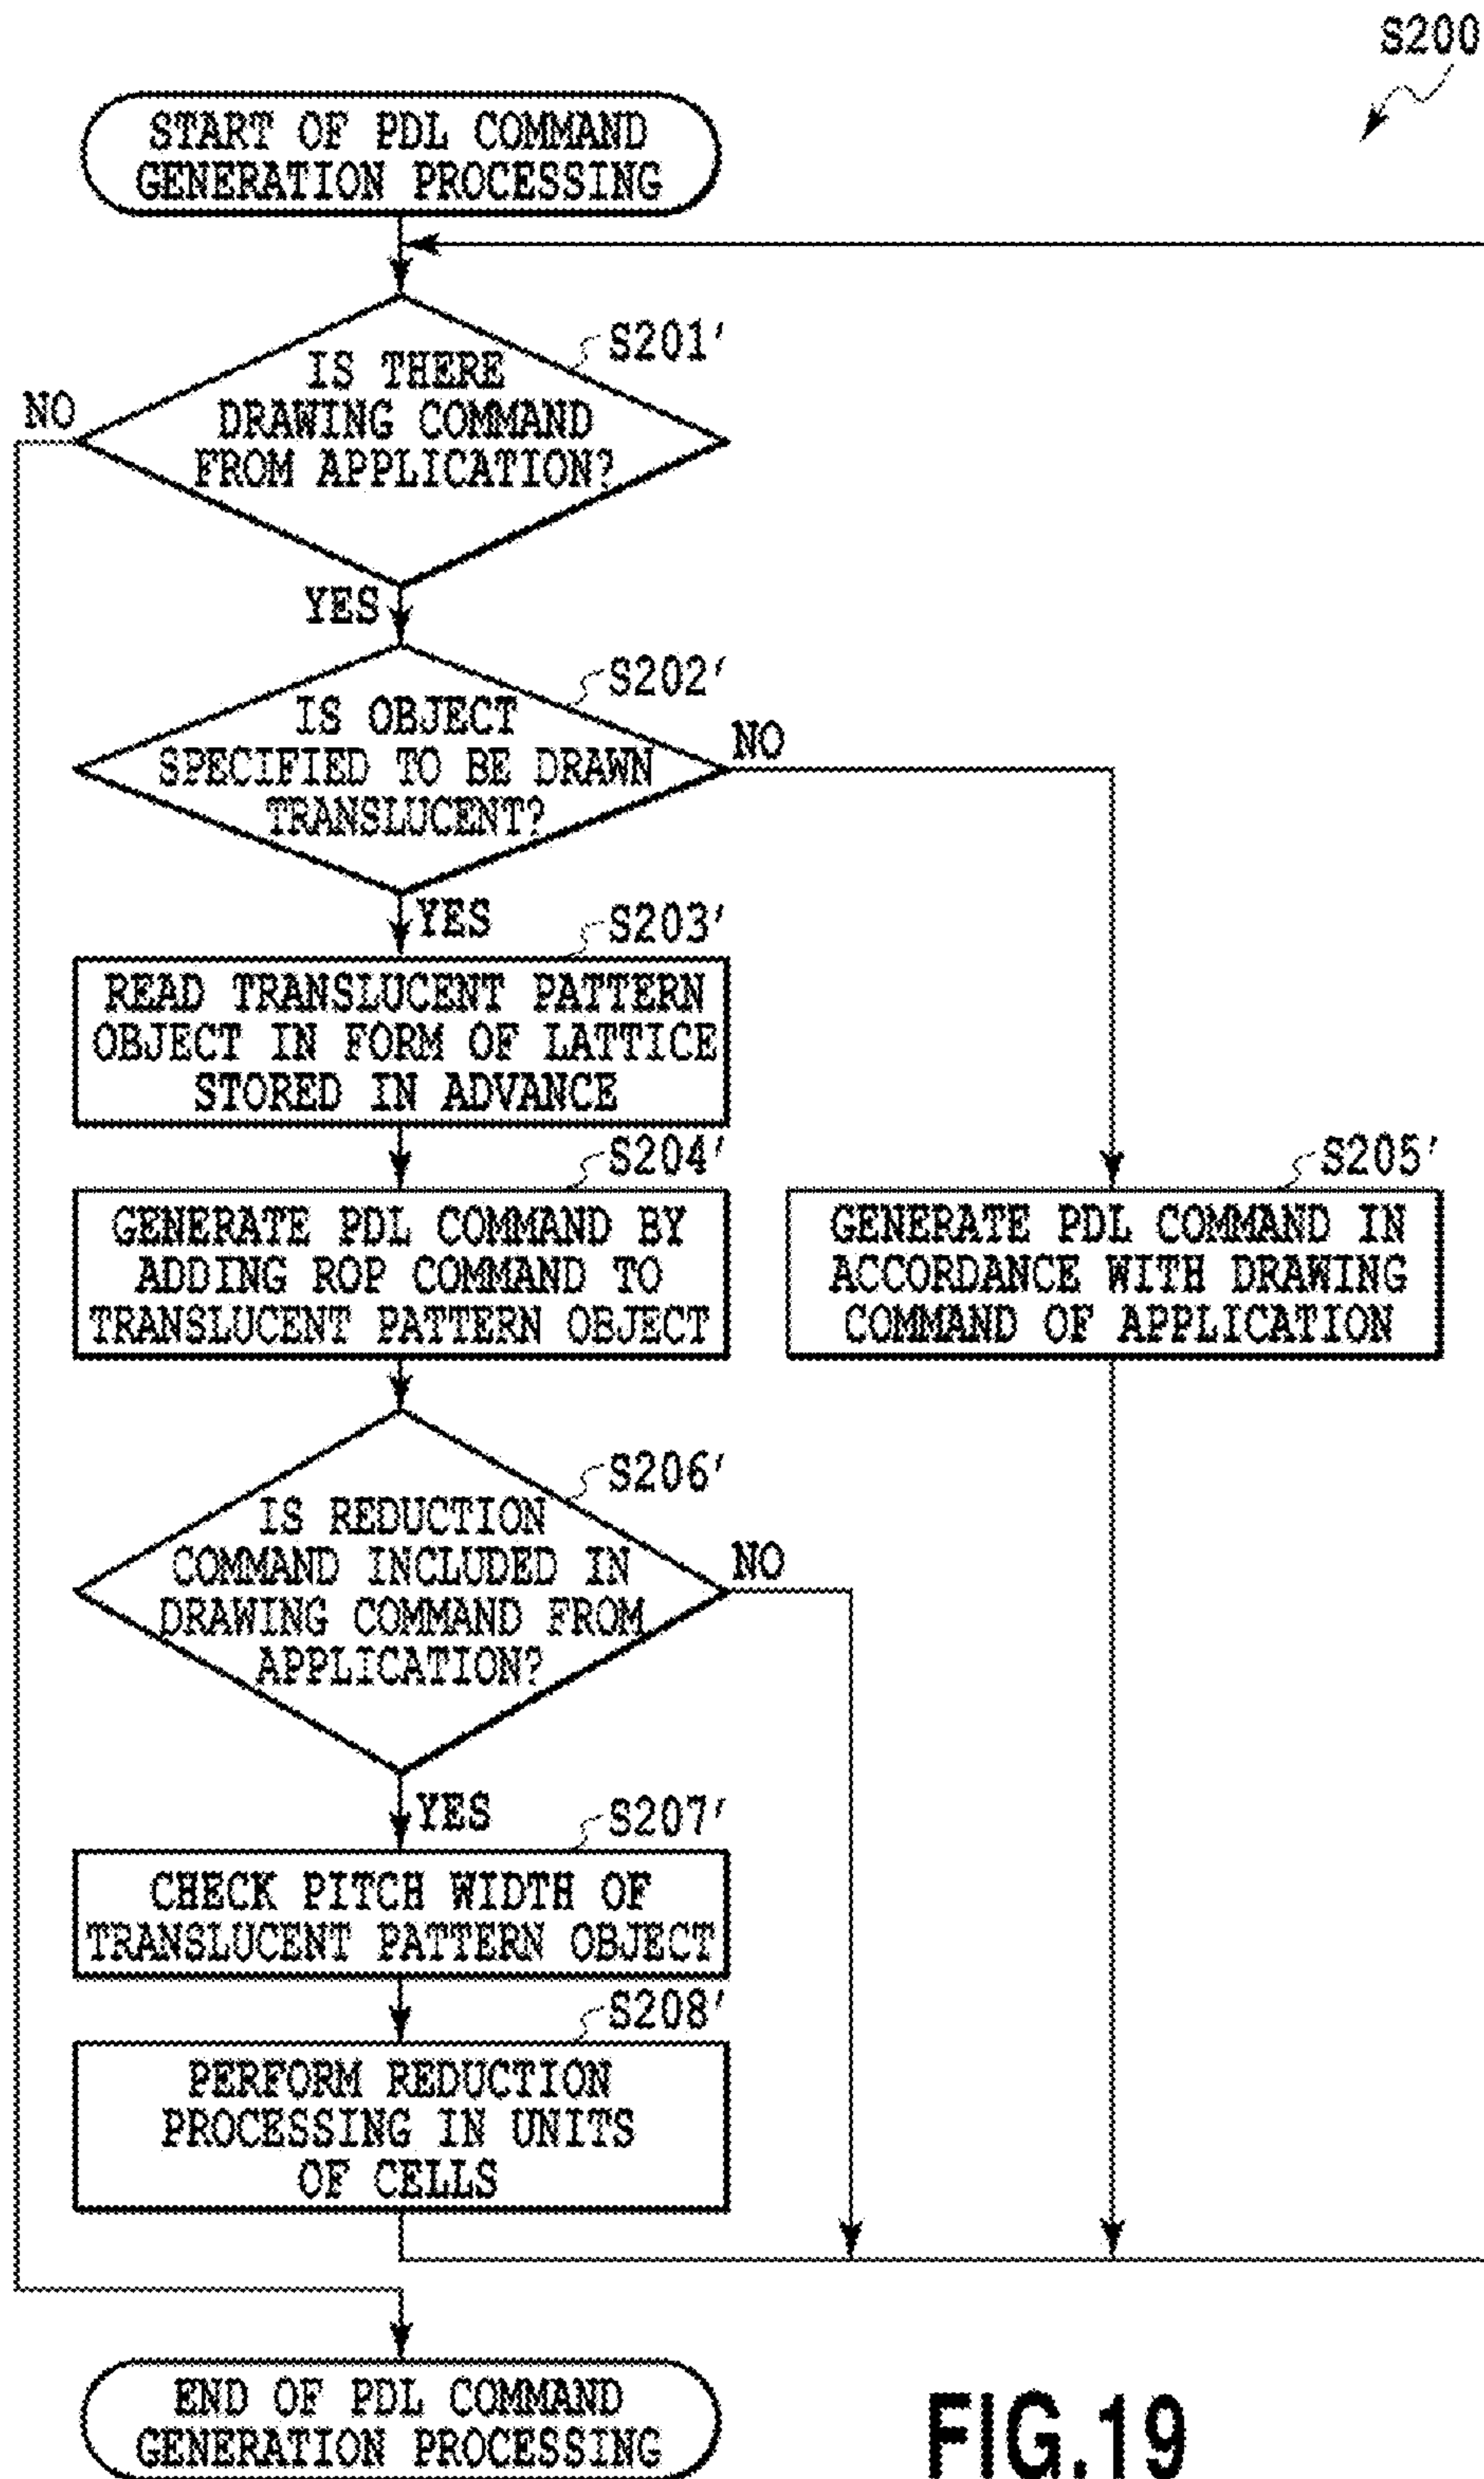 S200
START OF PDL COMMAND
GENERATION PROCESSING
S201'
IS THERE
DRAWING COMMAND
FROM APPLICATION?
NO
YES
S202'
IS OBJECT
SPECIFIED TO BE DRAWN
TRANSLUCENT?
NO
YES
S203'
READ TRANSLUCENT PATTERN
OBJECT IN FORM OF LATTICE
STORED IN ADVANCE
S204'
GENERATE PDL COMMAND BY
ADDING ROP COMMAND TO
TRANSLUCENT PATTERN OBJECT
S205'
GENERATE PDL COMMAND IN
ACCORDANCE WITH DRAWING
COMMAND OF APPLICATION
S206'
IS REDUCTION
COMMAND INCLUDED IN
DRAWING COMMAND FROM
APPLICATION?
NO
YES
S207'
CHECK PITCH WIDTH OF
TRANSLUCENT PATTERN OBJECT
S208'
PERFORM REDUCTION
PROCESSING IN UNITS
OF CELLS
END OF PDL COMMAND
GENERATION PROCESSING
FIG.19